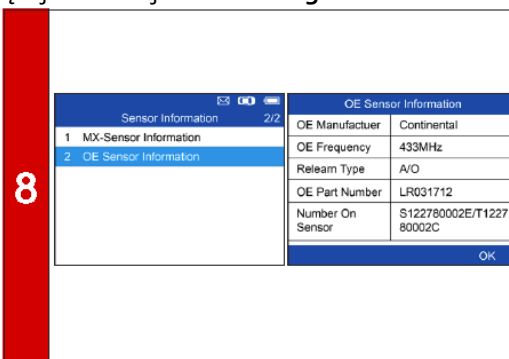 8
Sensor Information 2/2
1 MX-Sensor Information
2 OE Sensor Information
OE Sensor Information
OE Manufactuer Continental
OE Frequency 433MHz
Relearn Type A/O
OE Part Number LR031712
Number On Sensor S122780002E/T1227
80002C
OK